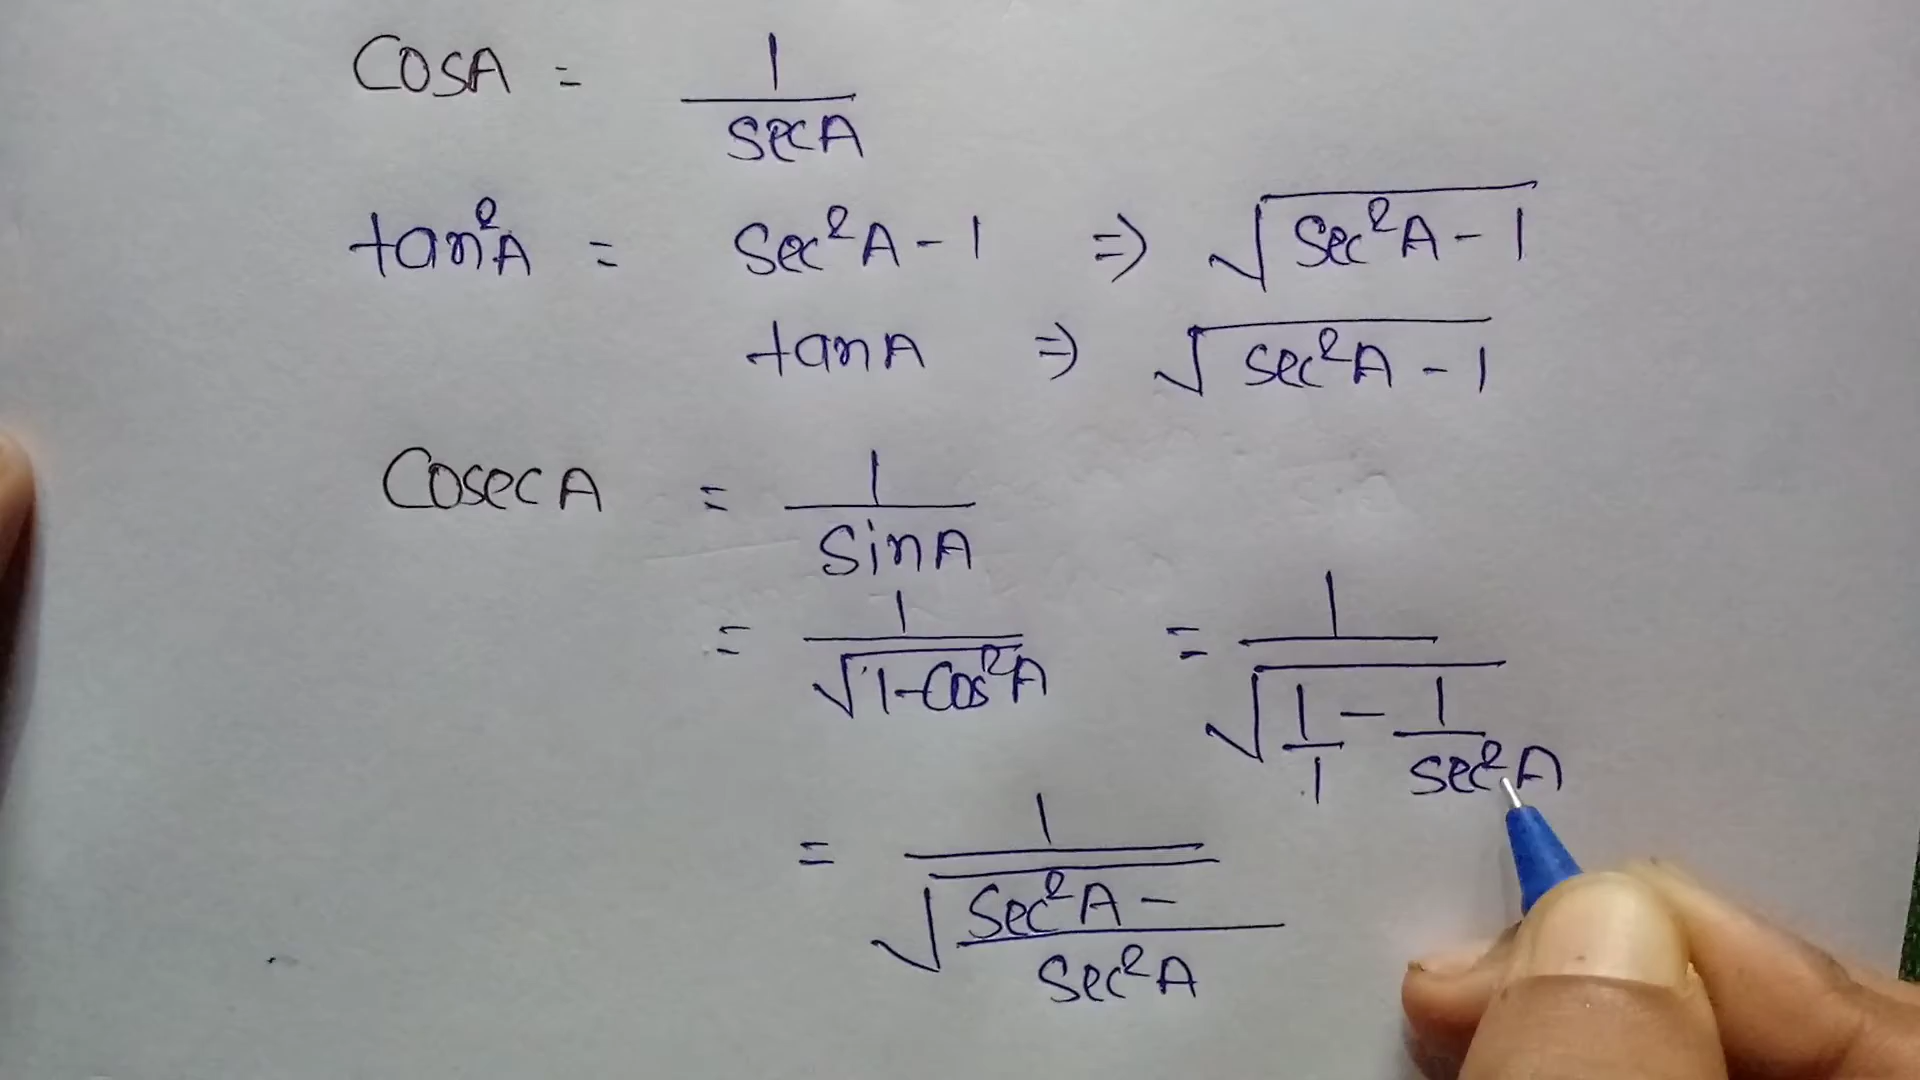 COSA = 1/secA
tan²A = Sec²A - 1 ⇒ √(Sec²A - 1)
tanA ⇒ √(sec²A - 1)
CosecA = 1/SinA
= 1/√(1-Cos²A) = 1/√(1/1 - 1/sec²A)
= 1/√((Sec²A -)/Sec²A)